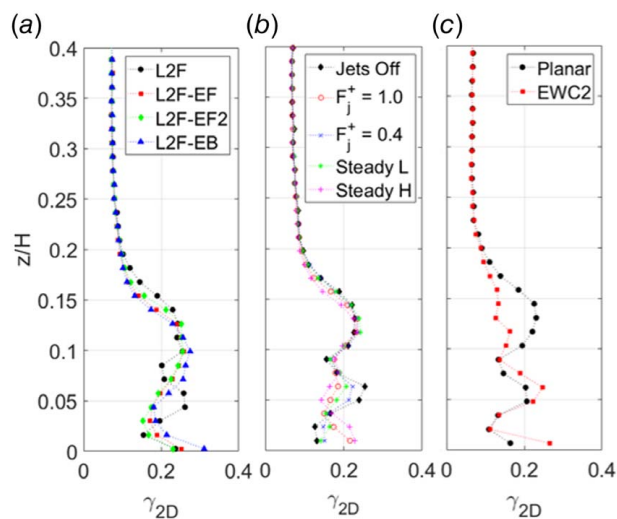 (a)
(b)
(c)
z/H
0.4
0.35
0.3
0.25
0.2
0.15
0.1
0.05
0
L2F
L2F-EF
L2F-EF2
L2F-EB
0
0.2
0.4
γ2D
Jets Off
Fj+ = 1.0
Fj+ = 0.4
Steady L
Steady H
0
0.2
0.4
γ2D
Planar
EWC2
0
0.2
0.4
γ2D